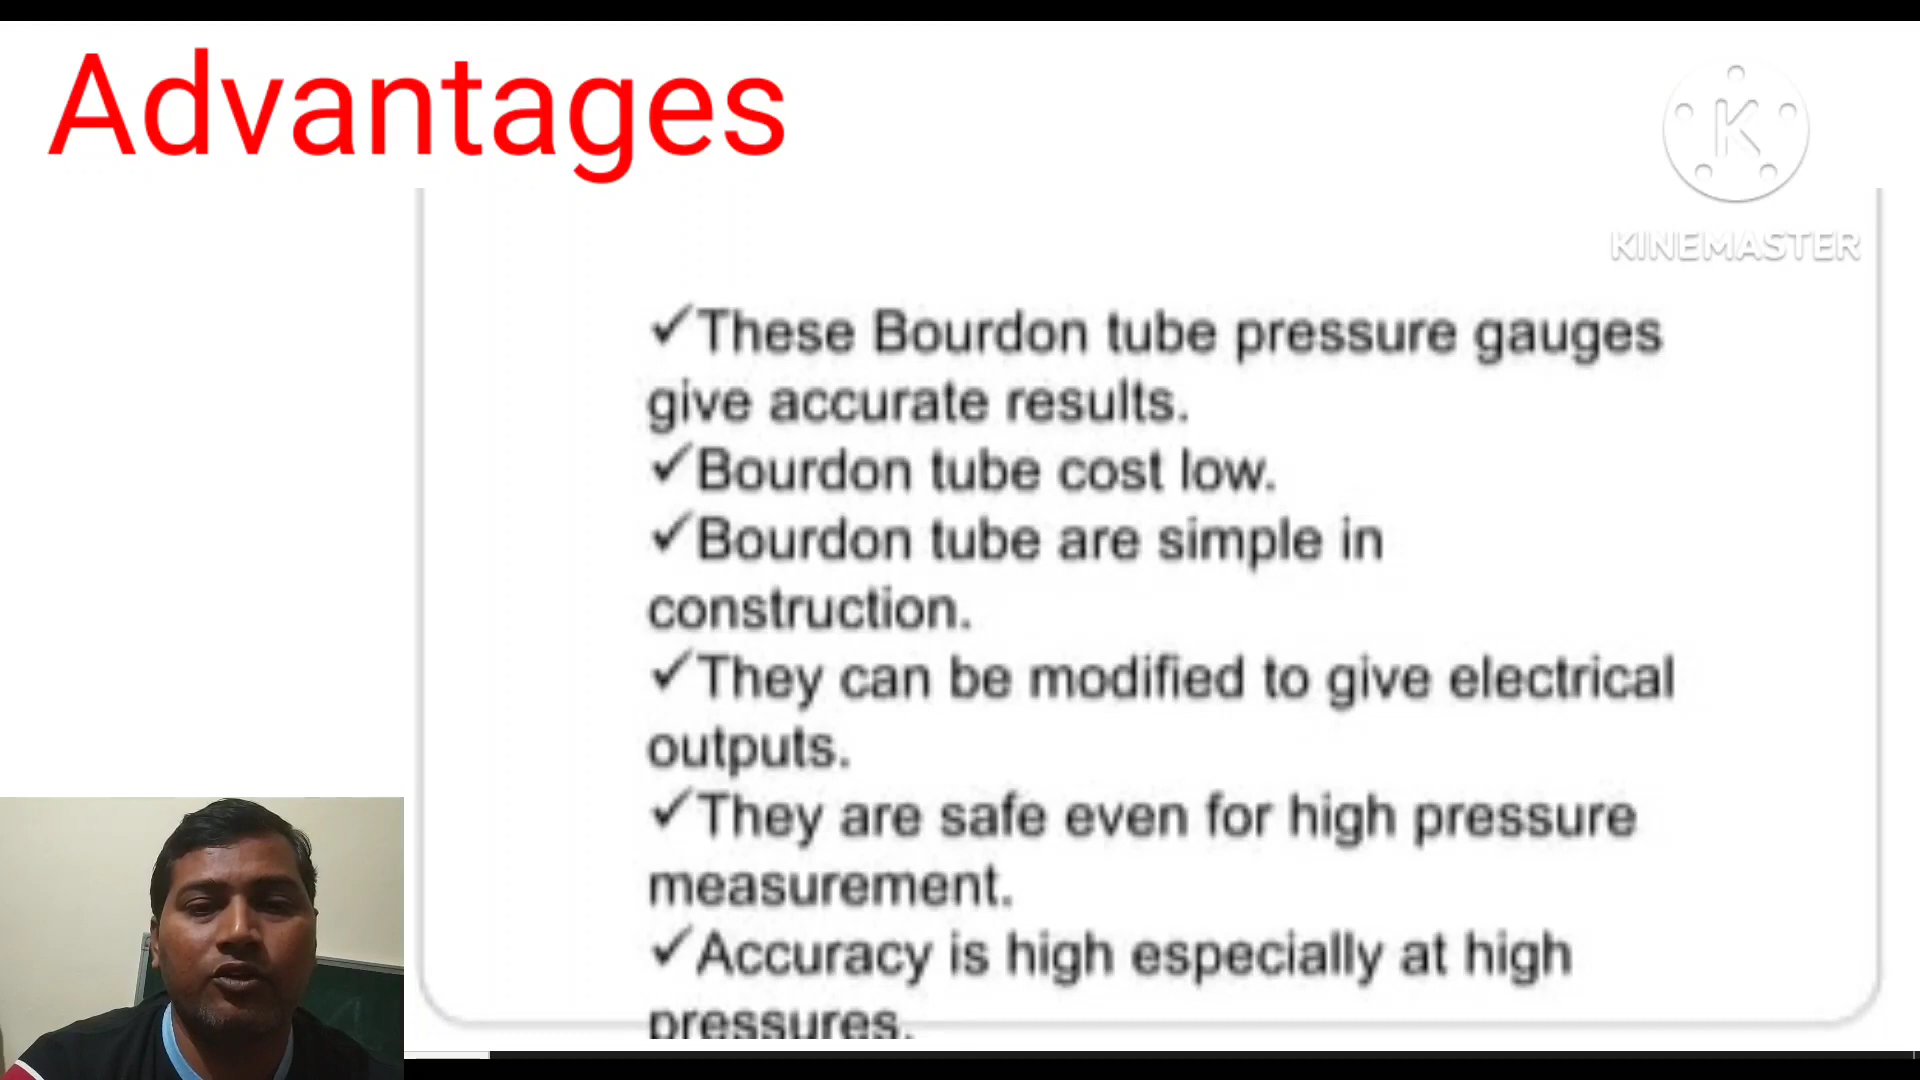 Advantages
K
KINEMASTER
✓These Bourdon tube pressure gauges
give accurate results.
✓Bourdon tube cost low.
✓Bourdon tube are simple in
construction.
✓They can be modified to give electrical
outputs.
✓They are safe even for high pressure
measurement.
✓Accuracy is high especially at high
pressures.